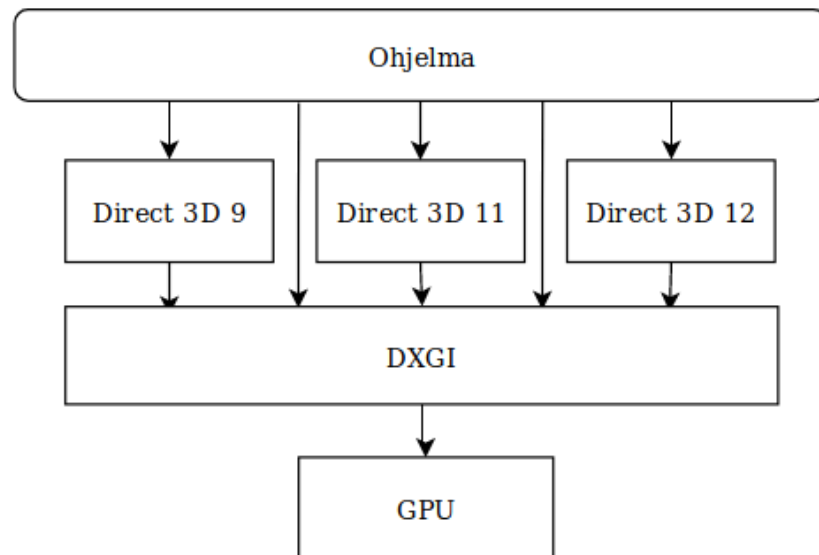 Ohjelma
Direct 3D 9
Direct 3D 11
Direct 3D 12
DXGI
GPU